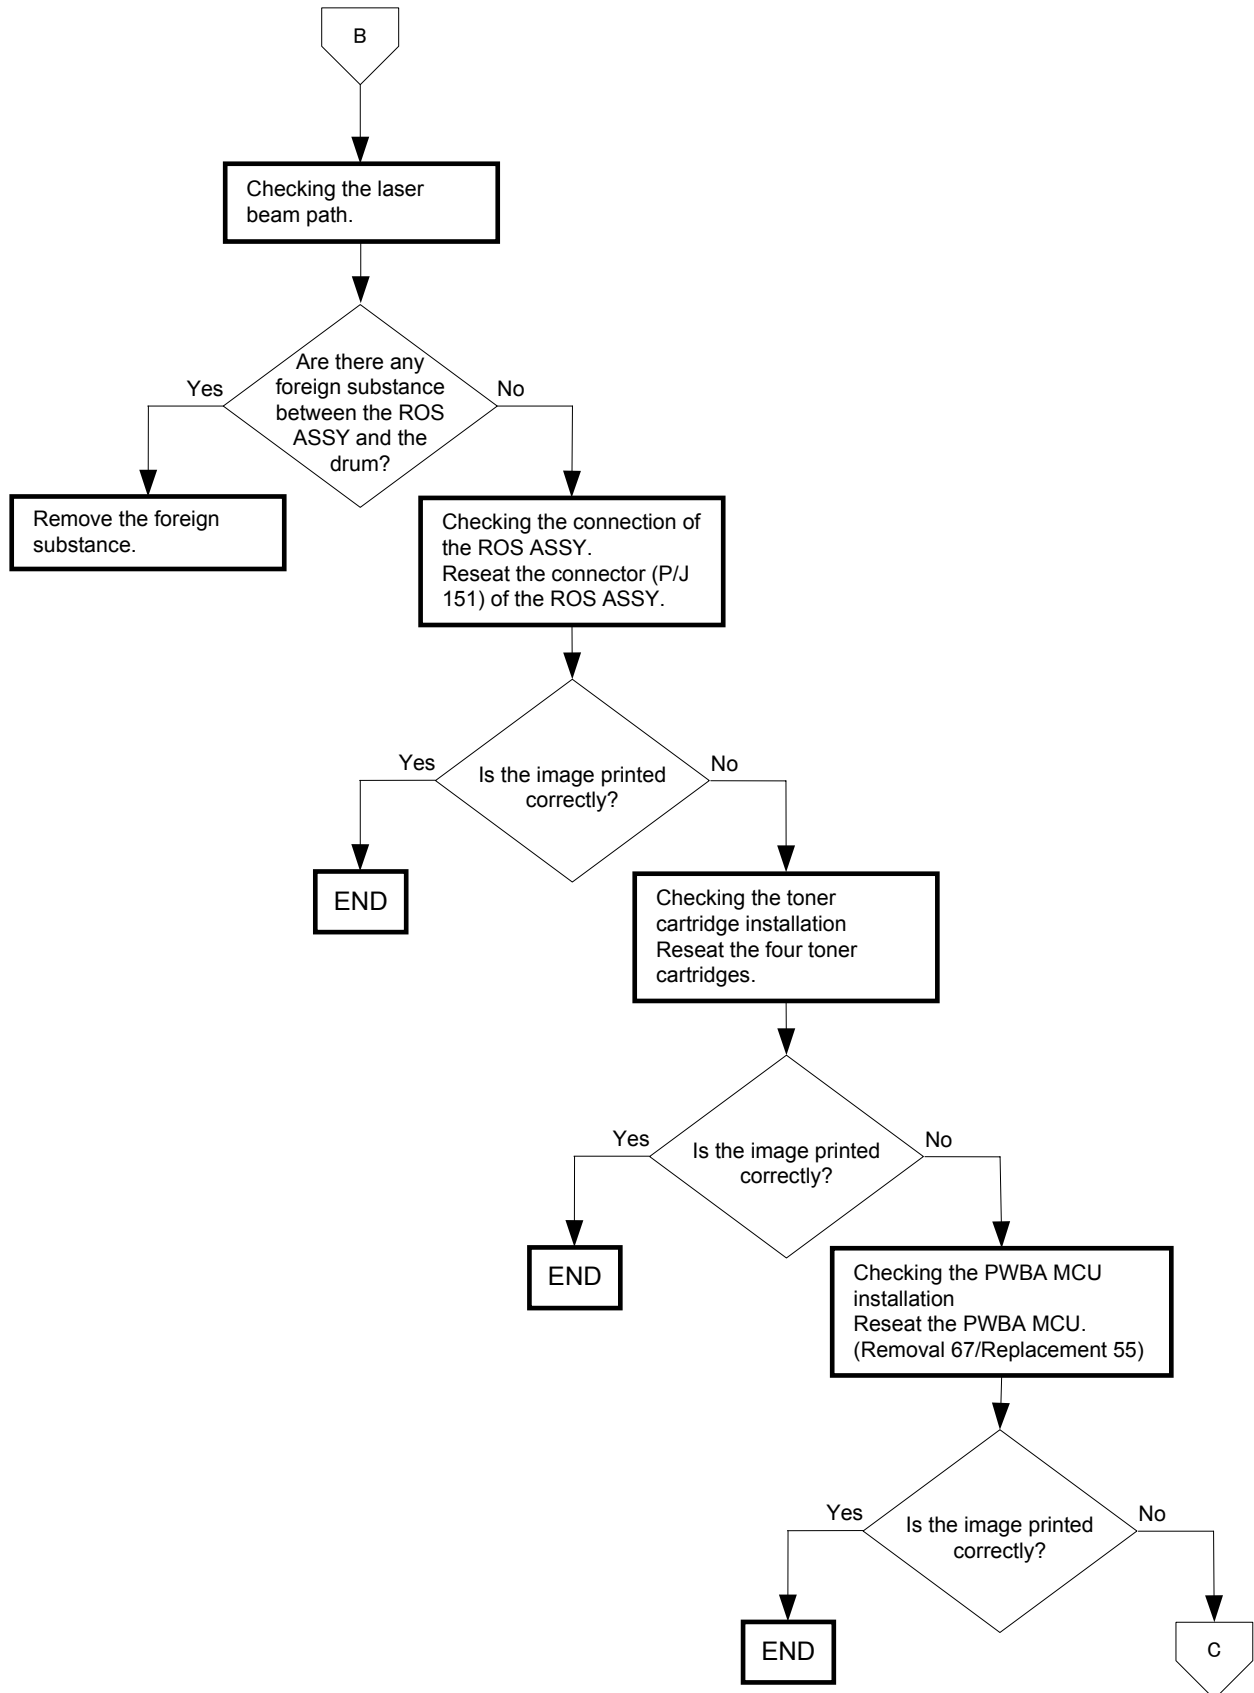 B
Checking the laser
beam path.
Are there any
foreign substance
between the ROS
ASSY and the
drum?
Yes
No
Remove the foreign
substance.
Checking the connection of
the ROS ASSY.
Reseat the connector (P/J
151) of the ROS ASSY.
Is the image printed
correctly?
Yes
No
END
Checking the toner
cartridge installation
Reseat the four toner
cartridges.
Is the image printed
correctly?
Yes
No
END
Checking the PWBA MCU
installation
Reseat the PWBA MCU.
(Removal 67/Replacement 55)
Is the image printed
correctly?
Yes
No
END
C